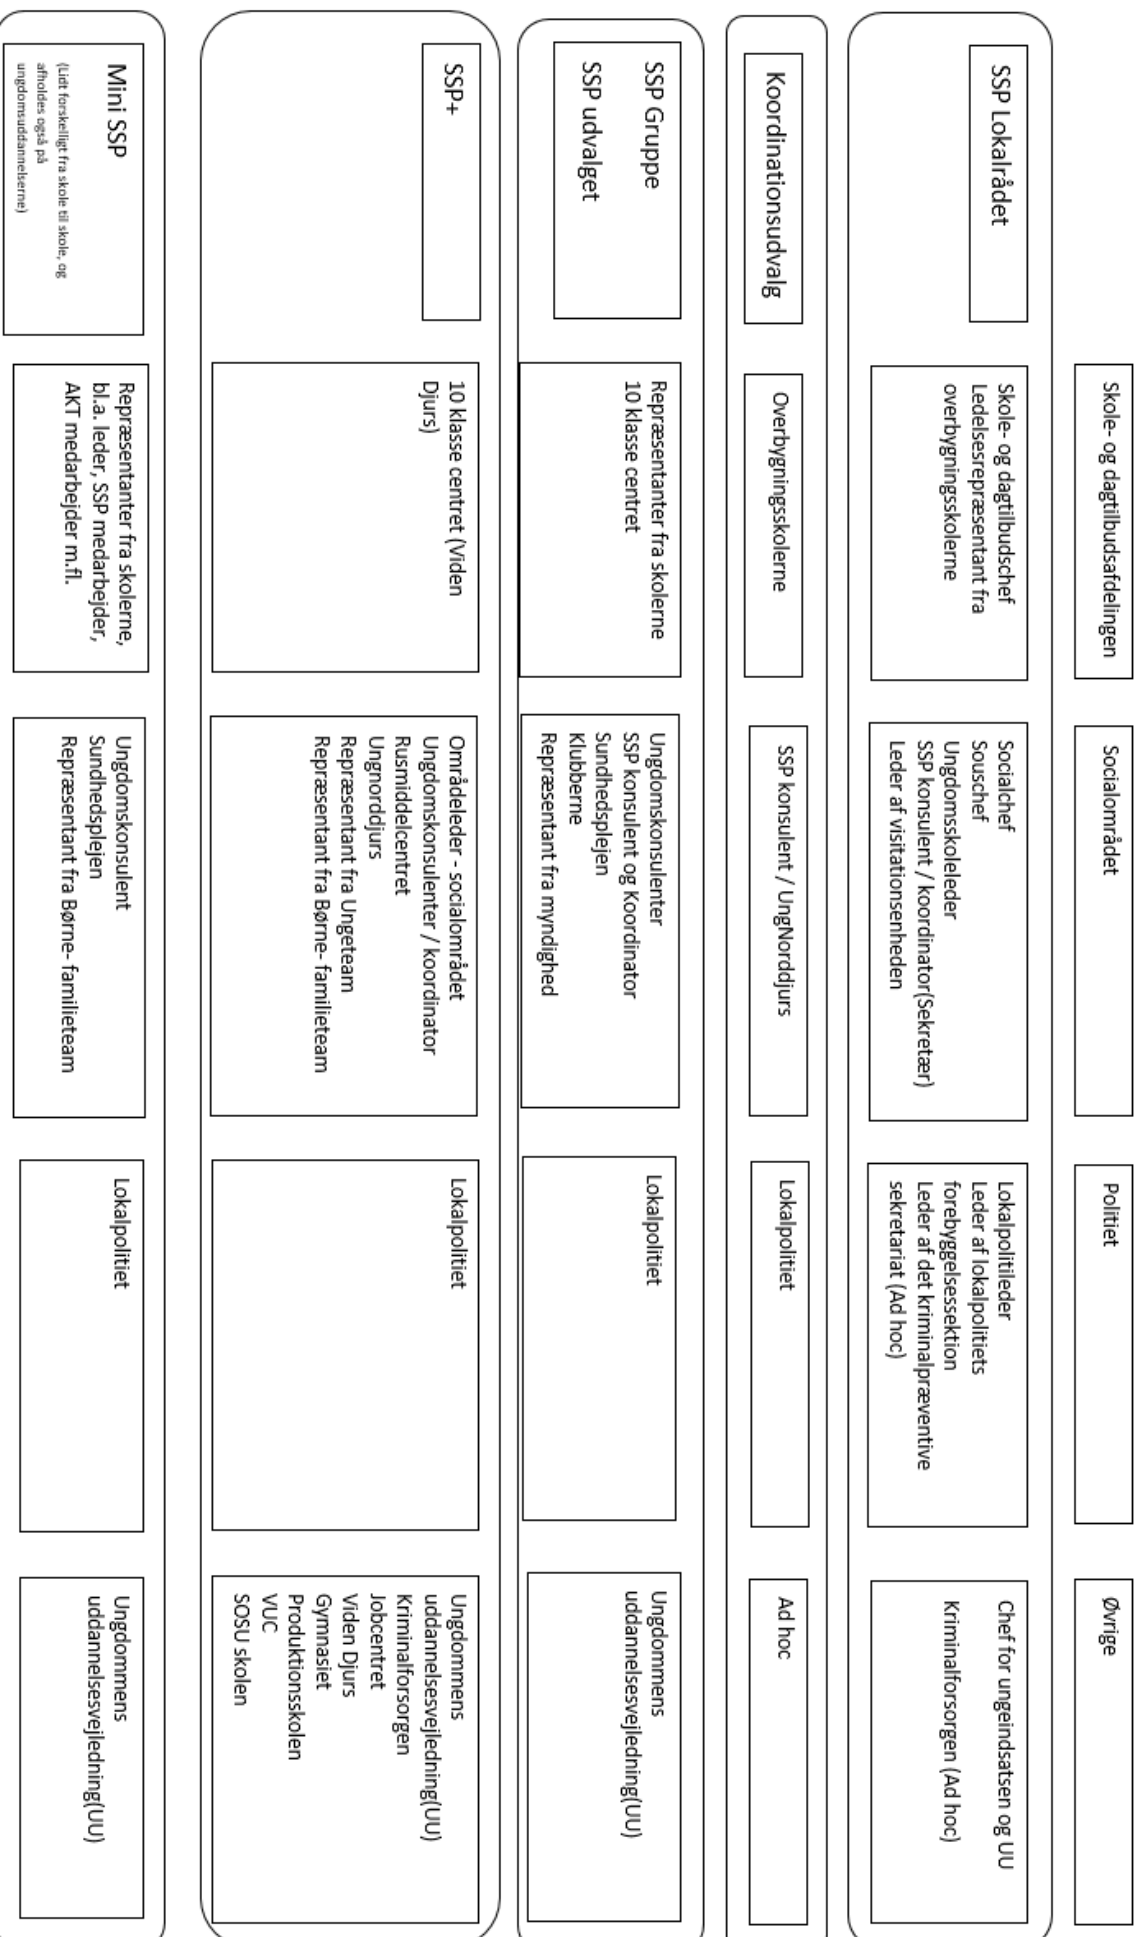 Skole- og dagtilbudsafdelingen
Socialområdet
Politiet
Øvrige
SSP Lokalrådet
Skole- og dagtilbudschef
Ledelsesrepræsentant fra
overbygningsskolerne
Socialchef
Souschef
Ungdomsskoleleder
SSP konsulent / koordinator(Sekretær)
Leder af visitationsenheden
Lokalpolitileder
Leder af lokalpolitiets
forebyggelsessektion
Leder af det kriminalpræventive
sekretariat (Ad hoc)
Chef for ungeindsatsen og UU
Kriminalforsorgen (Ad hoc)
Koordinationsudvalg
Overbygningsskolerne
SSP konsulent / UngNorddjurs
Lokalpolitiet
Ad hoc
SSP Gruppe
SSP udvalget
Repræsentanter fra skolerne
10 klasse centret
Ungdomskonsulenter
SSP konsulent og Koordinator
Sundhedsplejen
Klubberne
Repræsentant fra myndighed
Lokalpolitiet
Ungdommens
uddannelsesvejledning(UU)
SSP+
10 klasse centret (Viden
Djurs)
Områdeleder - socialområdet
Ungdomskonsulenter / koordinator
Rusmiddelcentret
Ungnorddjurs
Repræsentant fra Ungeteam
Repræsentant fra Børne- familieteam
Lokalpolitiet
Ungdommens
uddannelsesvejledning(UU)
Kriminalforsorgen
Jobcentret
Viden Djurs
Gymnasiet
Produktionsskolen
VUC
SOSU skolen
Mini SSP
(Lidt forskelligt fra skole til skole, og
afholdes også på
ungdomsuddannelserne)
Repræsentanter fra skolerne,
bl.a. leder, SSP medarbejder,
AKT medarbejder m.fl.
Ungdomskonsulent
Sundhedsplejen
Repræsentant fra Børne- familieteam
Lokalpolitiet
Ungdommens
uddannelsesvejledning(UU)